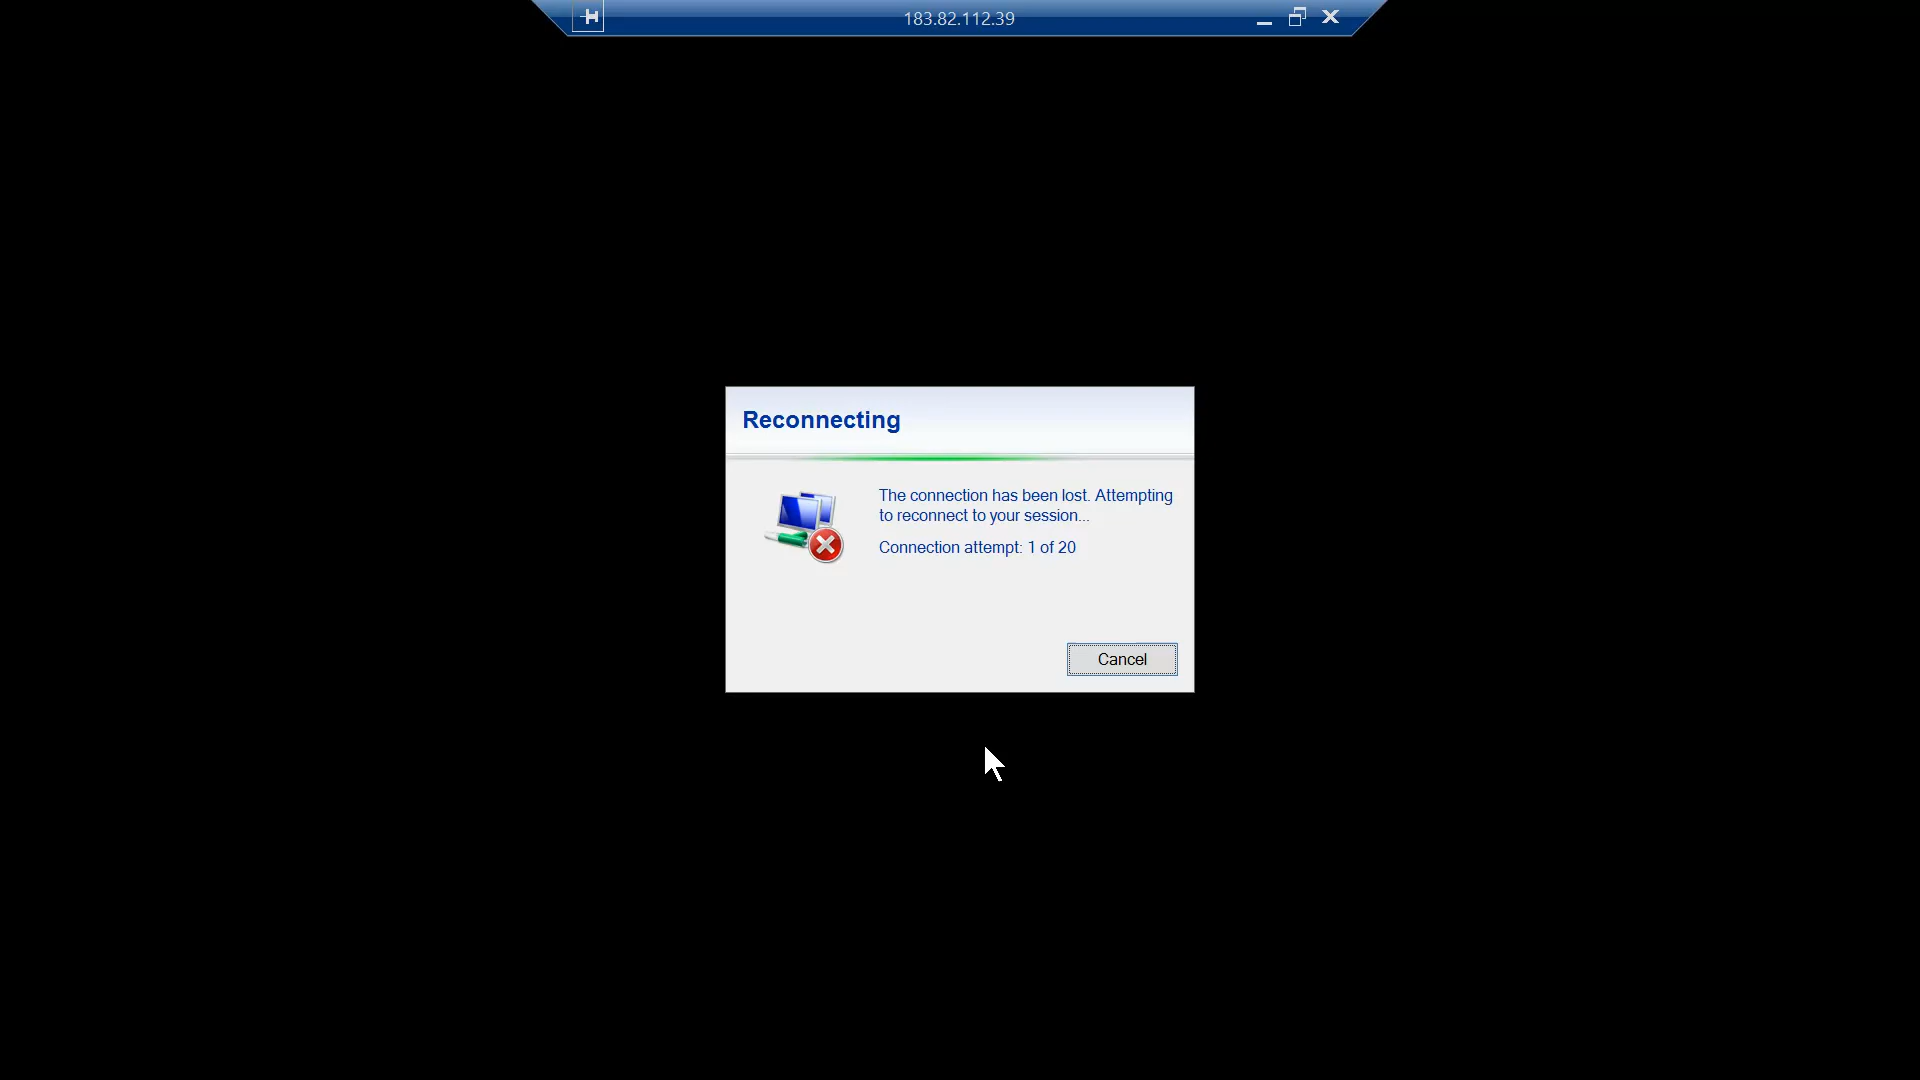 183.82.112.39
Reconnecting
The connection has been lost. Attempting
to reconnect to your session...
Connection attempt: 1 of 20
Cancel